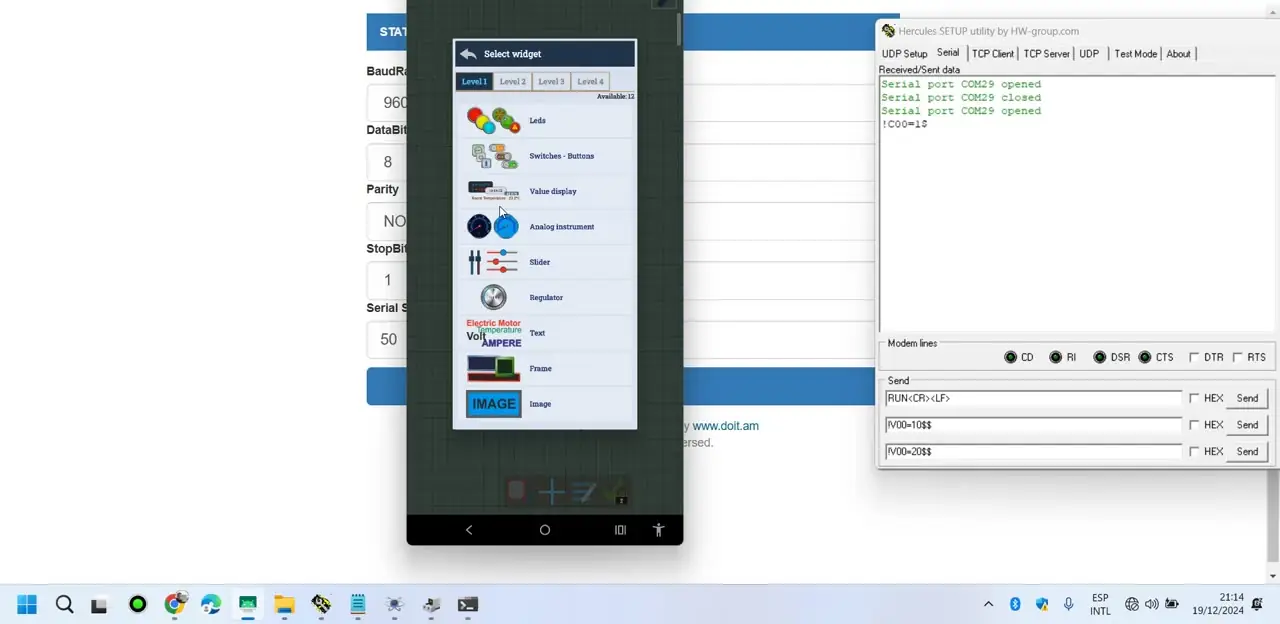 STAT
BaudRa
960
DataBit
8
Parity
NO
StopBit
1
Serial S
50
y www.doit.am
ersed.
Select widget
Level 1 Level 2 Level 3 Level 4
Available:12
Leds
Switches - Buttons
Value display
Analog instrument
Slider
Regulator
Electric Motor
Temperature
Volt
AMPERE
Text
Frame
IMAGE
Image
Hercules SETUP utility by HW-group.com
UDP Setup Serial TCP Client TCP Server UDP Test Mode About
Received/Sent data
Serial port COM29 opened
Serial port COM29 closed
Serial port COM29 opened
!C00=1$
Modem lines
CD RI DSR CTS DTR RTS
Send
RUN<CR><LF> HEX Send
!V00=10$$ HEX Send
!V00=20$$ HEX Send
ESP
INTL
21:14
19/12/2024